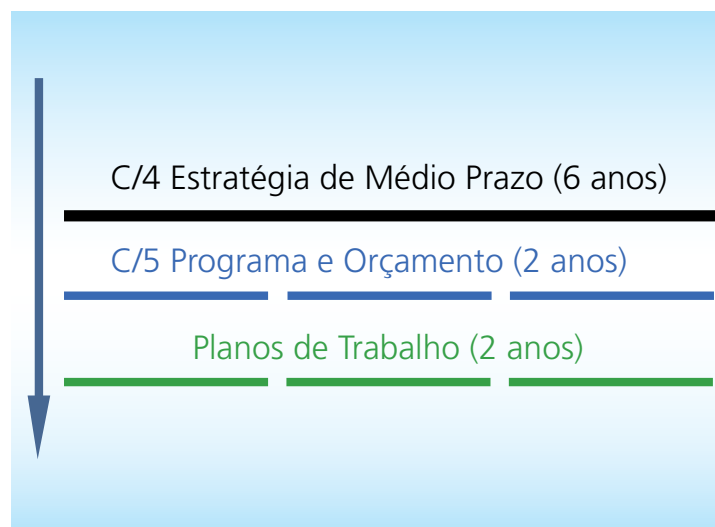 C/4 Estratégia de Médio Prazo (6 anos)
C/5 Programa e Orçamento (2 anos)
Planos de Trabalho (2 anos)